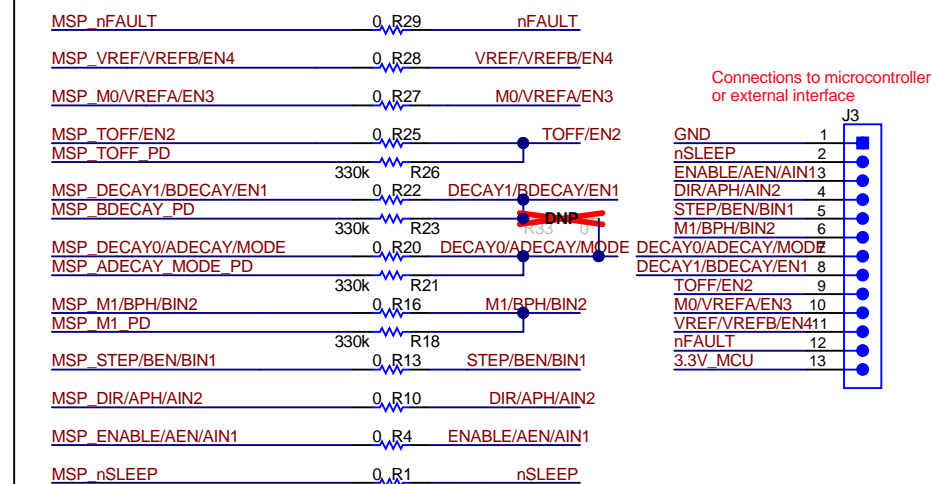 MSP_nFAULT 0 R29 nFAULT
MSP_VREF/VREFB/EN4 0 R28 VREF/VREFB/EN4
MSP_M0/VREFA/EN3 0 R27 M0/VREFA/EN3
MSP_TOFF/EN2 0 R25 TOFF/EN2
MSP_TOFF_PD
330k R26
MSP_DECAY1/BDECAY/EN1 0 R22 DECAY1/BDECAY/EN1
MSP_BDECAY_PD
330k R23
DNP
R33 0
MSP_DECAY0/ADECAY/MODE 0 R20 DECAY0/ADECAY/MODE
MSP_ADECAY_MODE_PD
330k R21
MSP_M1/BPH/BIN2 0 R16 M1/BPH/BIN2
MSP_M1_PD
330k R18
MSP_STEP/BEN/BIN1 0 R13 STEP/BEN/BIN1
MSP_DIR/APH/AIN2 0 R10 DIR/APH/AIN2
MSP_ENABLE/AEN/AIN1 0 R4 ENABLE/AEN/AIN1
MSP_nSLEEP 0 R1 nSLEEP
Connections to microcontroller
or external interface
J3
GND 1
nSLEEP 2
ENABLE/AEN/AIN1 3
DIR/APH/AIN2 4
STEP/BEN/BIN1 5
M1/BPH/BIN2 6
DECAY0/ADECAY/MODE 7
DECAY1/BDECAY/EN1 8
TOFF/EN2 9
M0/VREFA/EN3 10
VREF/VREFB/EN4 11
nFAULT 12
3.3V_MCU 13